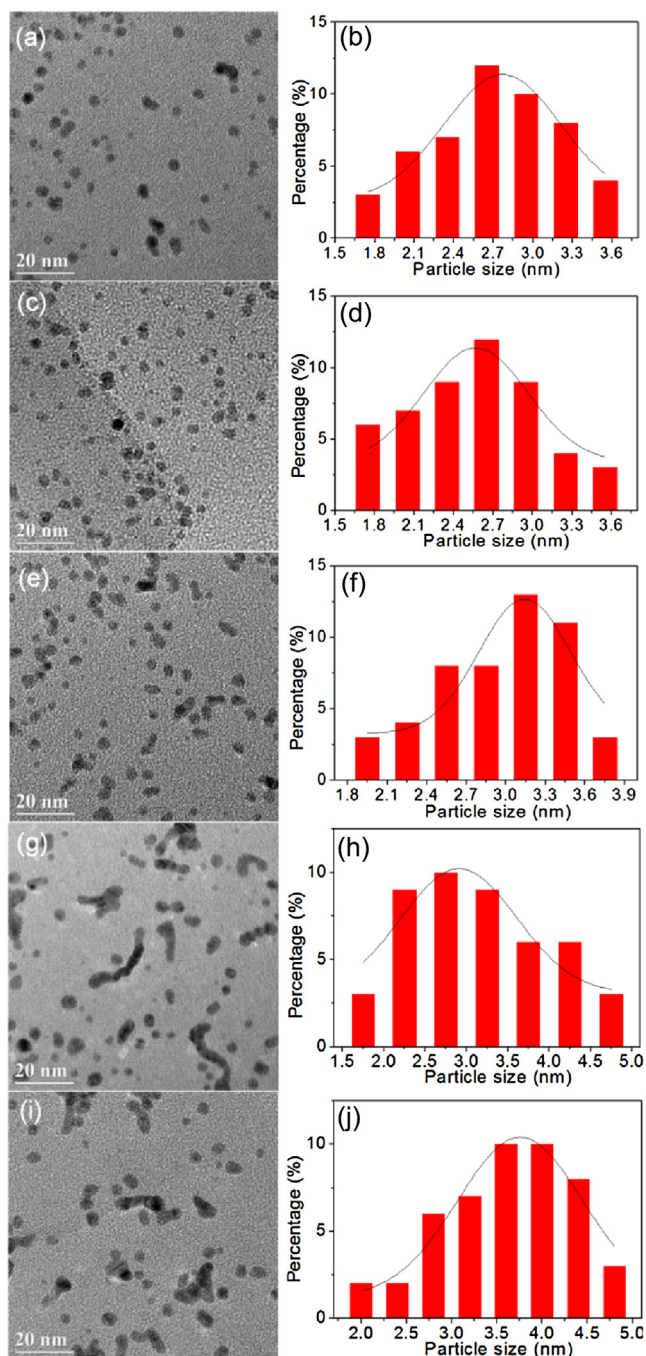 (a)
20 nm
(b)
Percentage (%)
15
10
5
0
1.5 1.8 2.1 2.4 2.7 3.0 3.3 3.6
Particle size (nm)
(c)
20 nm
(d)
Percentage (%)
15
10
5
0
1.5 1.8 2.1 2.4 2.7 3.0 3.3 3.6
Particle size (nm)
(e)
20 nm
(f)
Percentage (%)
15
10
5
0
1.8 2.1 2.4 2.7 3.0 3.3 3.6 3.9
Particle size (nm)
(g)
20 nm
(h)
Percentage (%)
10
5
0
1.5 2.0 2.5 3.0 3.5 4.0 4.5 5.0
Particle size (nm)
(i)
20 nm
(j)
Percentage (%)
10
5
0
2.0 2.5 3.0 3.5 4.0 4.5 5.0
Particle size (nm)